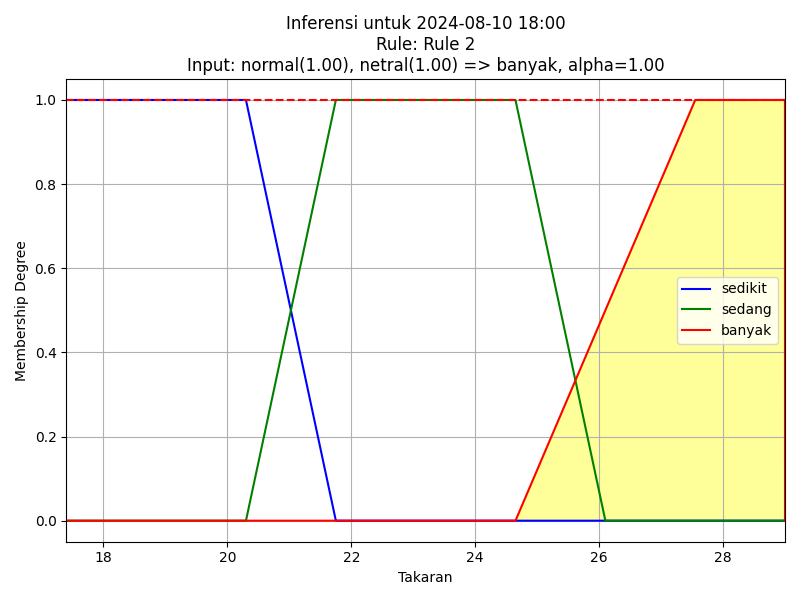 Inferensi untuk 2024-08-10 18:00
Rule: Rule 2
Input: normal(1.00), netral(1.00) => banyak, alpha=1.00
1.0
0.8
0.6
0.4
0.2
0.0
Membership Degree
sedikit
sedang
banyak
18
20
22
24
26
28
Takaran